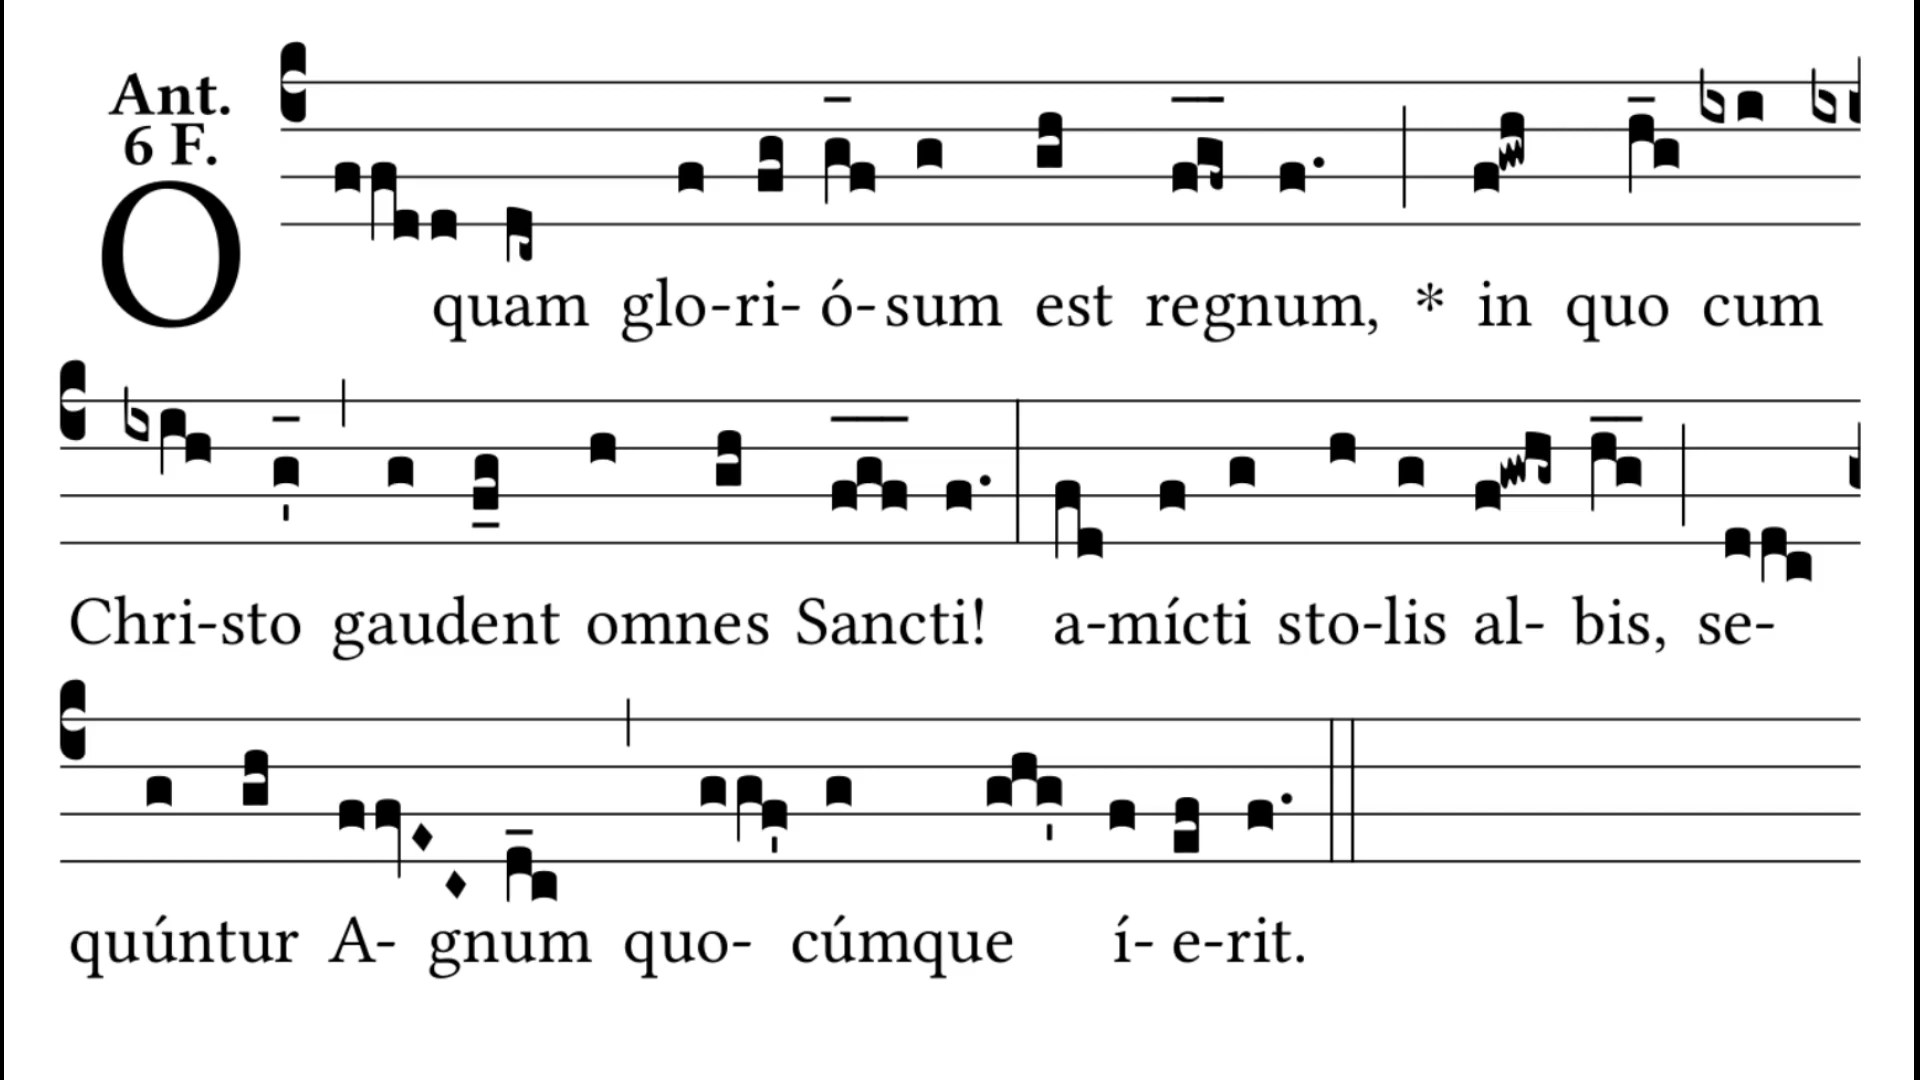 Ant.
6 F.
O quam glo-ri- ó-sum est regnum, * in quo cum
Chri-sto gaudent omnes Sancti! a-mícti sto-lis al- bis, se-
quúntur A- gnum quo- cúmque í- e-rit.